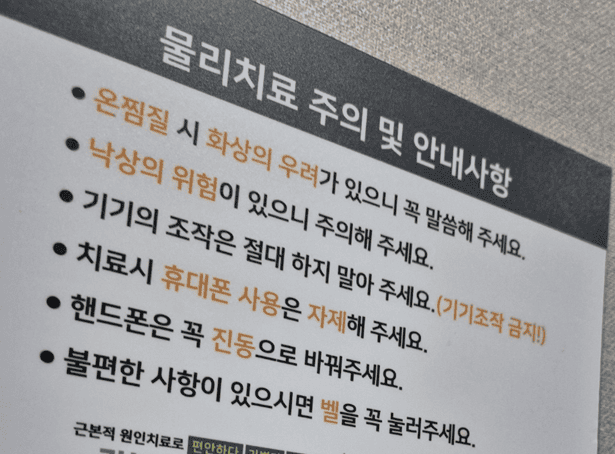 물리치료 주의 및 안내사항
• 온찜질 시 화상의 우려가 있으니 꼭 말씀해 주세요.
• 낙상의 위험이 있으니 주의해 주세요.
• 기기의 조작은 절대 하지 말아 주세요.(기기조작 금지!)
• 치료시 휴대폰 사용은 자제해 주세요.
• 핸드폰은 꼭 진동으로 바꿔주세요.
• 불편한 사항이 있으시면 벨을 꼭 눌러주세요.
근본적 원인치료로 편안하다